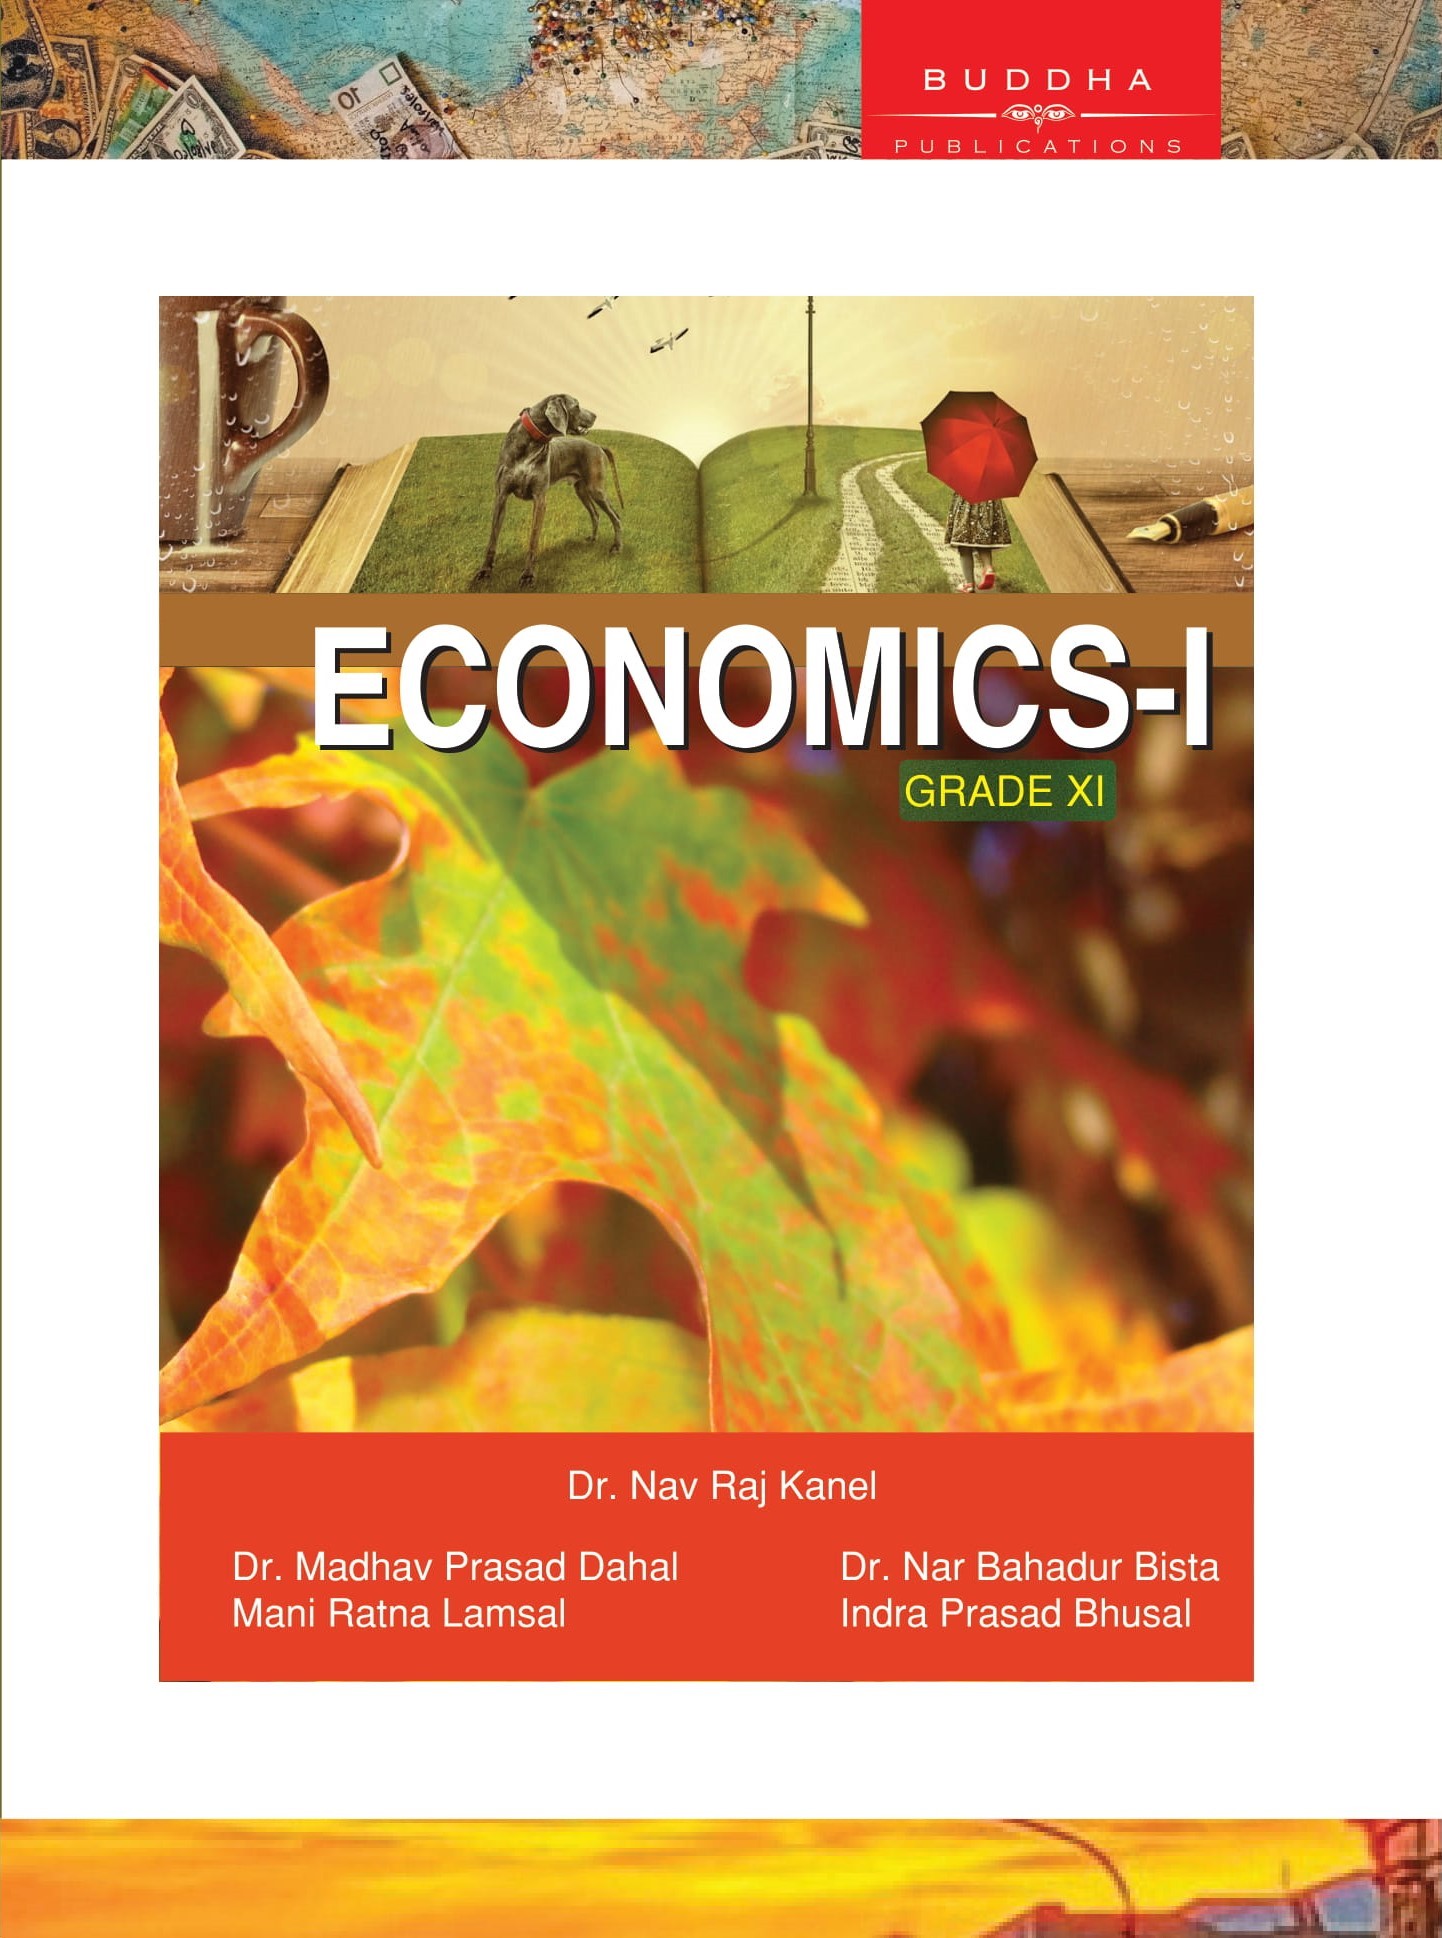 BUDDHA
PUBLICATIONS
10
ECONOMICS-I
GRADE XI
Dr. Nav Raj Kanel
Dr. Madhav Prasad Dahal
Dr. Nar Bahadur Bista
Mani Ratna Lamsal
Indra Prasad Bhusal